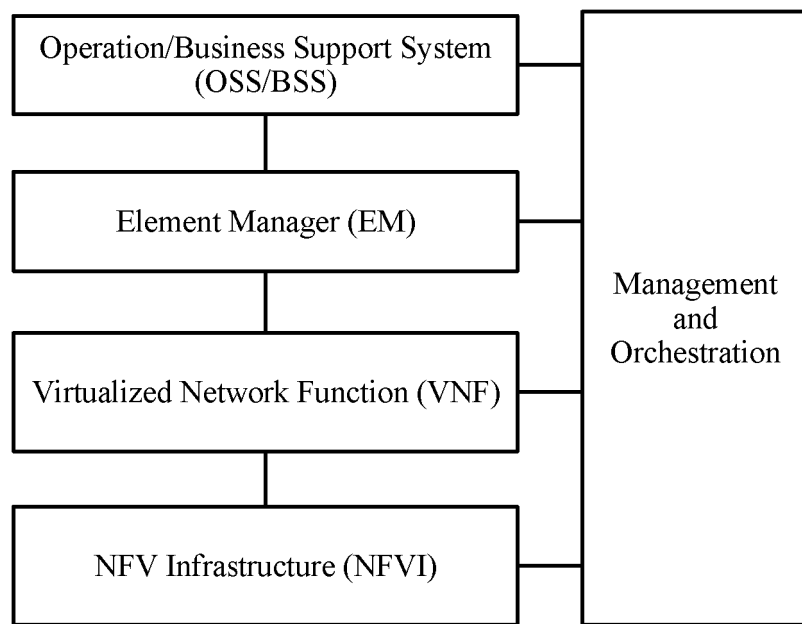 Operation/Business Support System
(OSS/BSS)
Element Manager (EM)
Virtualized Network Function (VNF)
NFV Infrastructure (NFVI)
Management
and
Orchestration